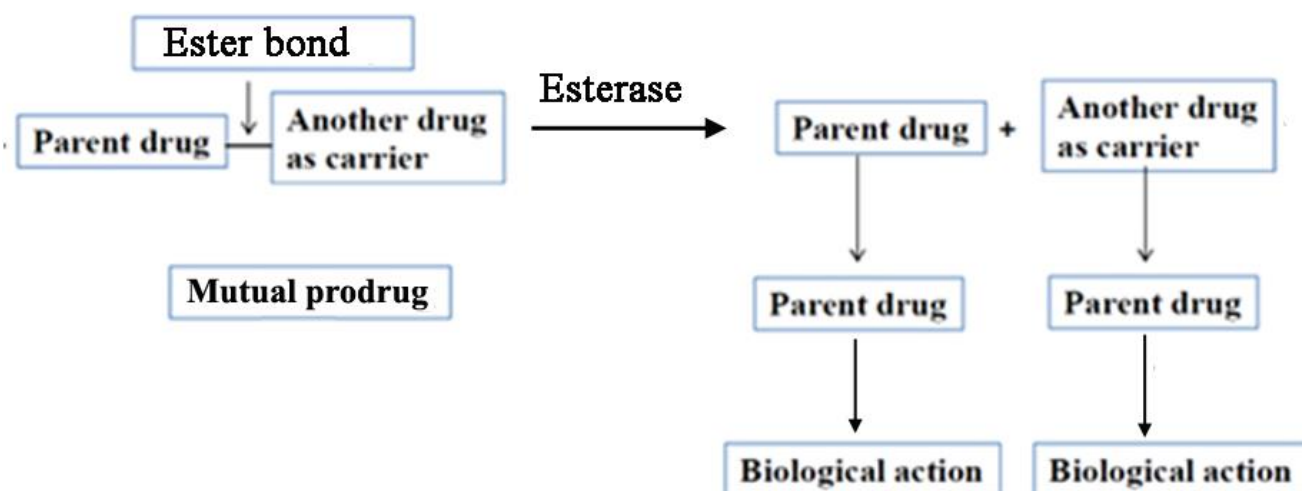 Ester bond
Parent drug
Another drug
as carrier
Mutual prodrug
Esterase
Parent drug
+
Another drug
as carrier
Parent drug
Parent drug
Biological action
Biological action